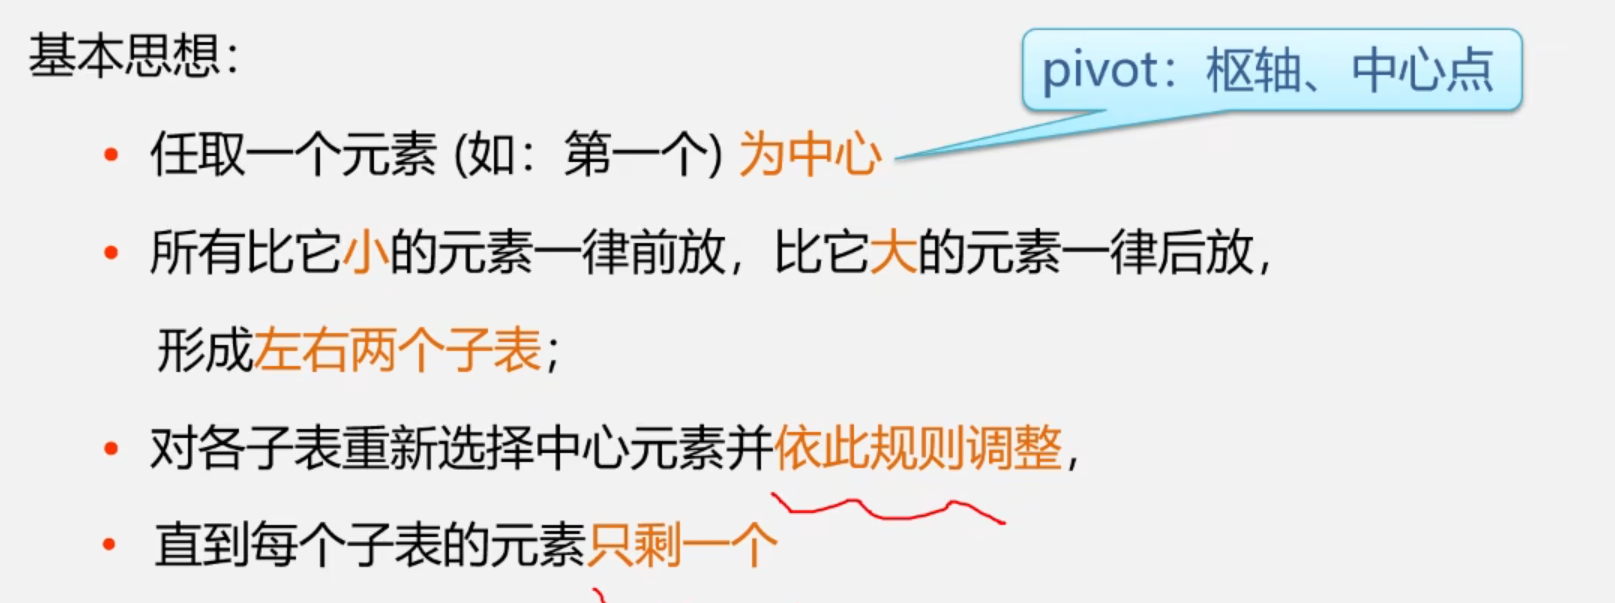 基本思想：
pivot：枢轴、中心点
• 任取一个元素 (如：第一个) 为中心
• 所有比它小的元素一律前放，比它大的元素一律后放，
形成左右两个子表；
• 对各子表重新选择中心元素并依此规则调整，
• 直到每个子表的元素只剩一个